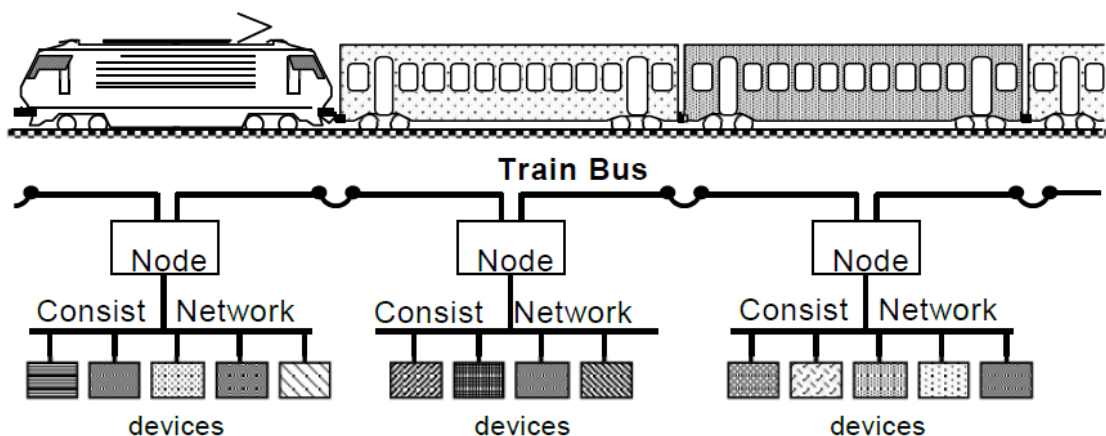 Train Bus
Node Node Node
Consist Network Consist Network Consist Network
devices devices devices